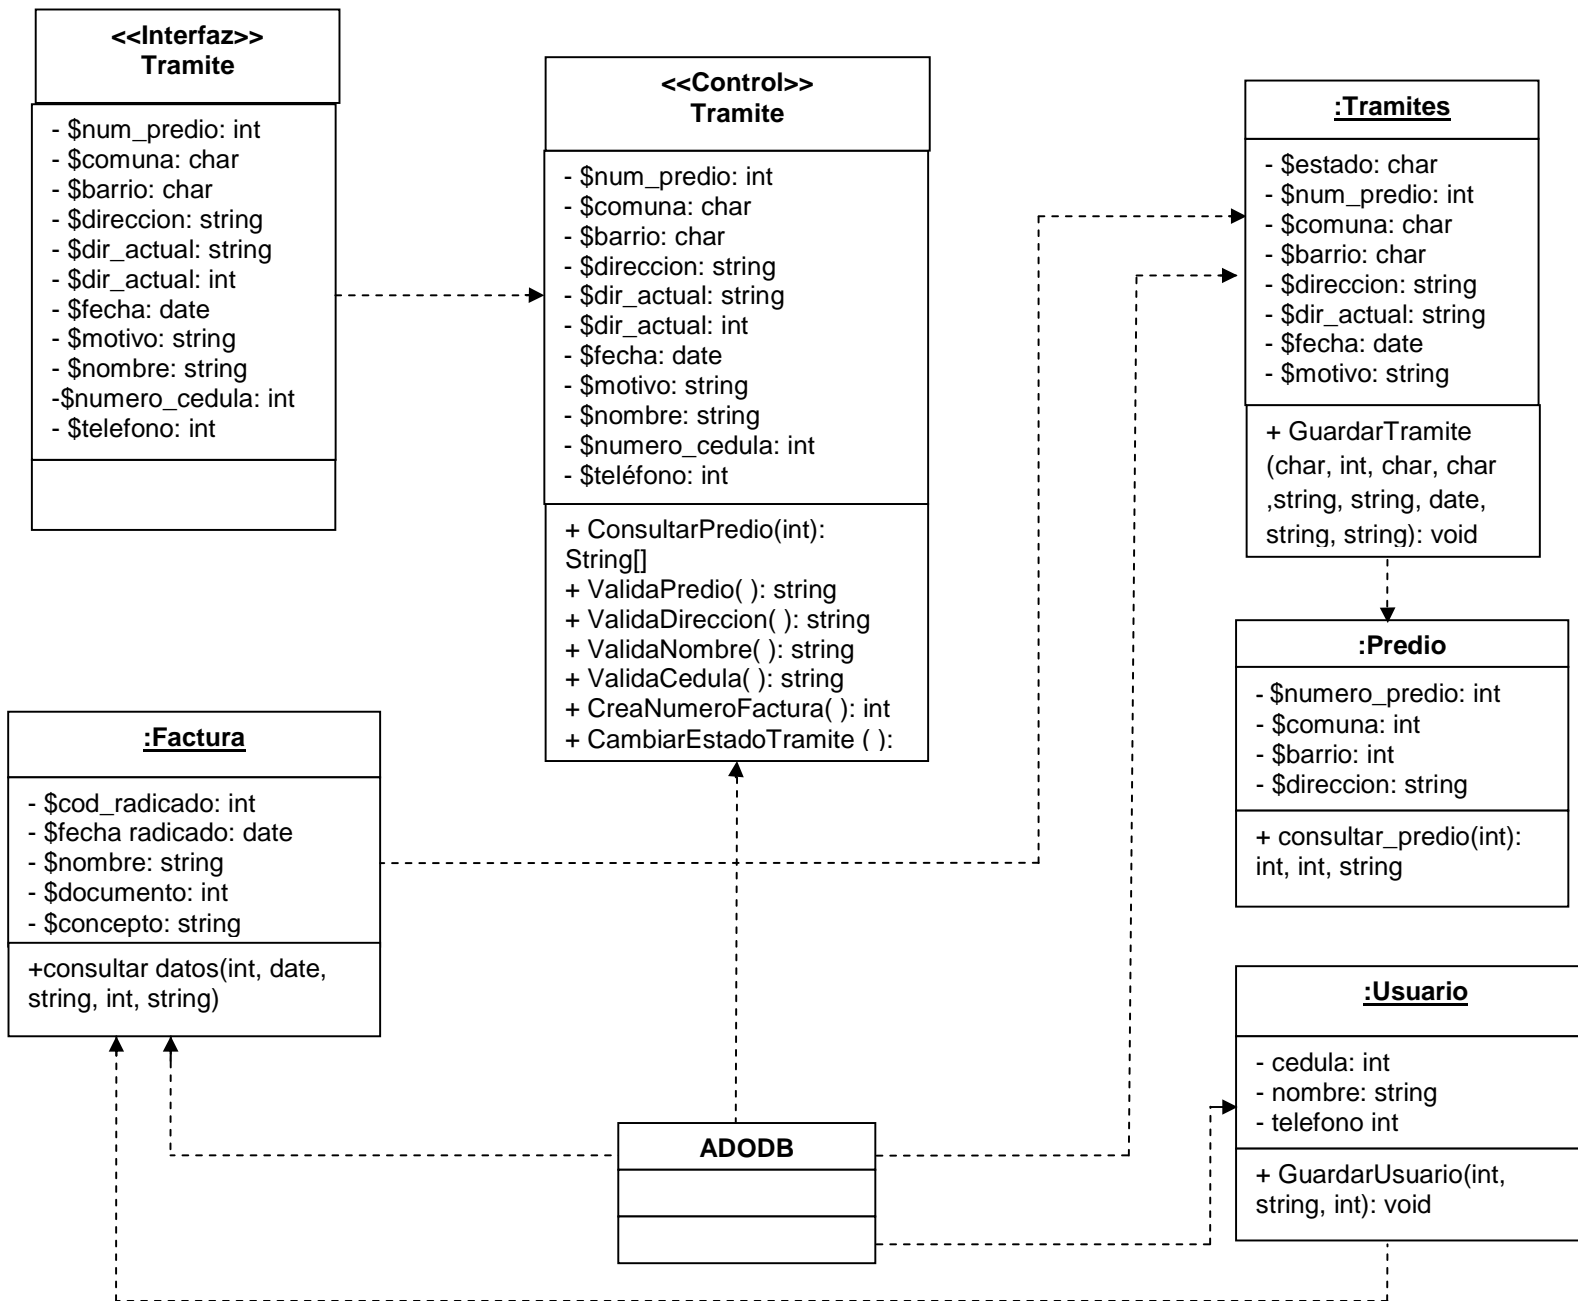 <<Interfaz>>
Tramite
- $num_predio: int
- $comuna: char
- $barrio: char
- $direccion: string
- $dir_actual: string
- $dir_actual: int
- $fecha: date
- $motivo: string
- $nombre: string
-$numero_cedula: int
- $telefono: int
<<Control>>
Tramite
- $num_predio: int
- $comuna: char
- $barrio: char
- $direccion: string
- $dir_actual: string
- $dir_actual: int
- $fecha: date
- $motivo: string
- $nombre: string
- $numero_cedula: int
- $teléfono: int
+ ConsultarPredio(int):
String[]
+ ValidaPredio( ): string
+ ValidaDireccion( ): string
+ ValidaNombre( ): string
+ ValidaCedula( ): string
+ CreaNumeroFactura( ): int
+ CambiarEstadoTramite ( ):
:Tramites
- $estado: char
- $num_predio: int
- $comuna: char
- $barrio: char
- $direccion: string
- $dir_actual: string
- $fecha: date
- $motivo: string
+ GuardarTramite
(char, int, char, char
,string, string, date,
string, string): void
:Predio
- $numero_predio: int
- $comuna: int
- $barrio: int
- $direccion: string
+ consultar_predio(int):
int, int, string
:Factura
- $cod_radicado: int
- $fecha radicado: date
- $nombre: string
- $documento: int
- $concepto: string
+consultar datos(int, date,
string, int, string)
:Usuario
- cedula: int
- nombre: string
- telefono int
+ GuardarUsuario(int,
string, int): void
ADODB